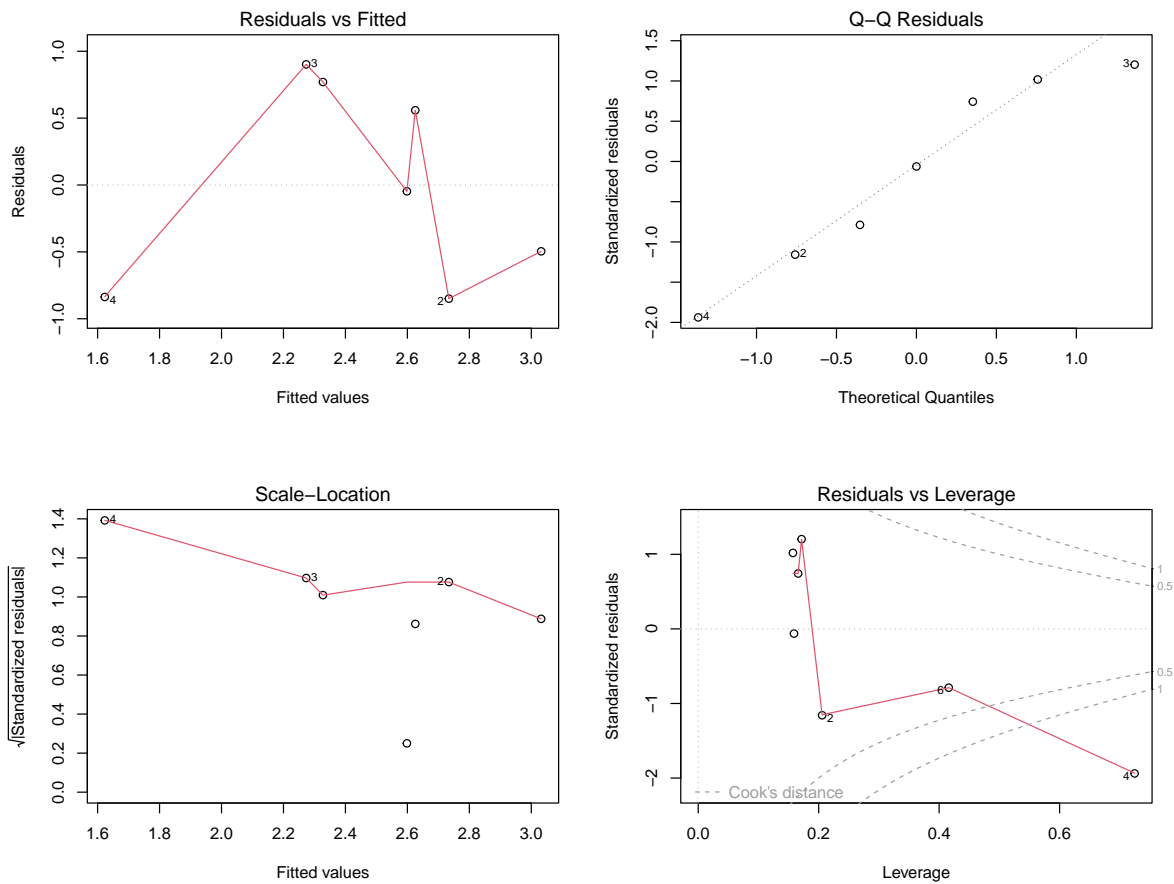 Residuals vs Fitted
Residuals
1.0
0.5
0.0
−0.5
−1.0
3
4
2
1.6 1.8 2.0 2.2 2.4 2.6 2.8 3.0
Fitted values
Q−Q Residuals
Standardized residuals
1.5
1.0
0.5
0.0
−1.0
−2.0
3
2
4
−1.0 −0.5 0.0 0.5 1.0
Theoretical Quantiles
Scale−Location
√|Standardized residuals|
1.4
1.2
1.0
0.8
0.6
0.4
0.2
0.0
4
3
2
1.6 1.8 2.0 2.2 2.4 2.6 2.8 3.0
Fitted values
Residuals vs Leverage
Standardized residuals
1
0
−1
−2
1
0.5
0.5
1
6
2
4
Cook's distance
0.0 0.2 0.4 0.6
Leverage